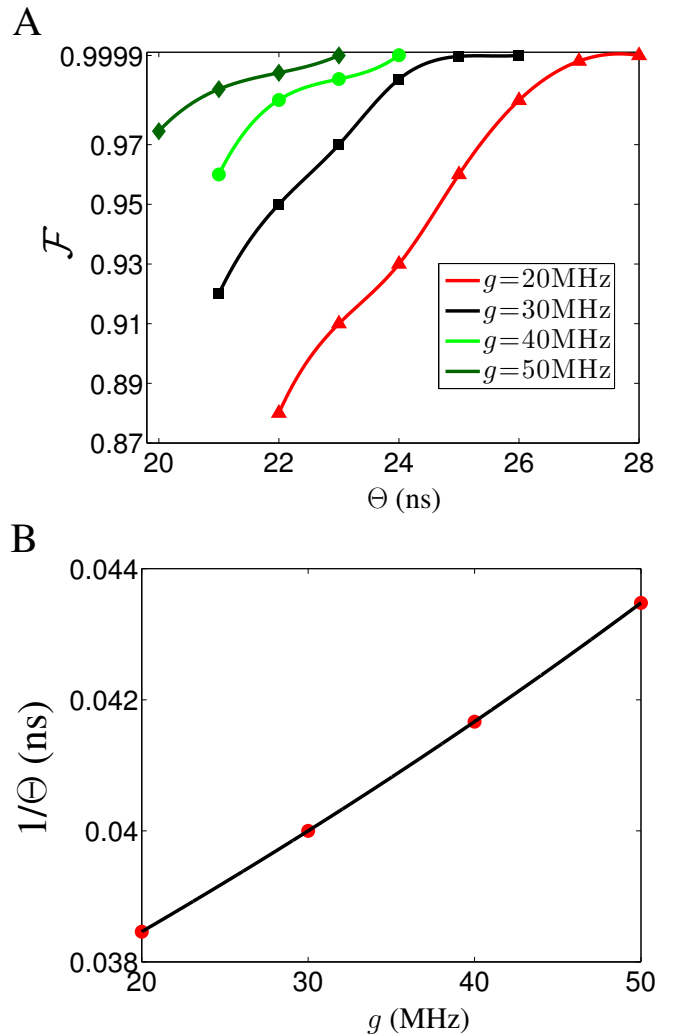 A
0.9999
0.97
0.95
0.93
0.91
0.89
0.87
ℱ
g=20MHz
g=30MHz
g=40MHz
g=50MHz
20 22 24 26 28
Θ (ns)
B
0.044
0.042
0.04
0.038
1/Θ (ns)
20 30 40 50
g (MHz)